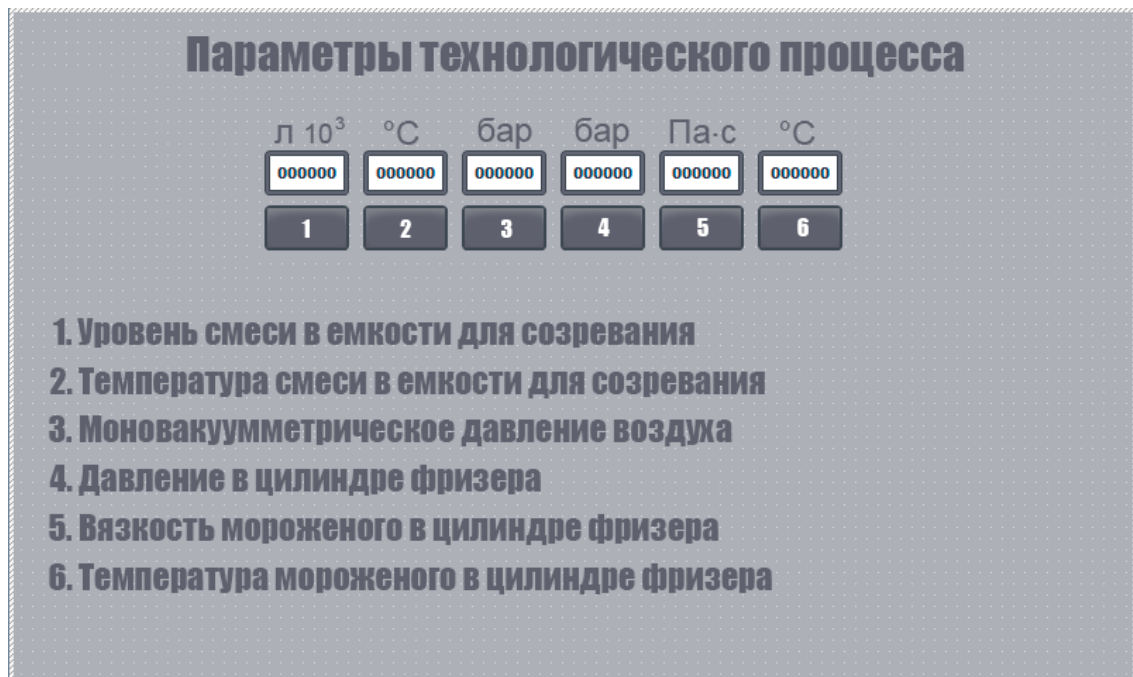 Параметры технологического процесса
л 10³ °C бар бар Па·с °C
000000 000000 000000 000000 000000 000000
1 2 3 4 5 6
1. Уровень смеси в емкости для созревания
2. Температура смеси в емкости для созревания
3. Моновакуумметрическое давление воздуха
4. Давление в цилиндре фризера
5. Вязкость мороженого в цилиндре фризера
6. Температура мороженого в цилиндре фризера